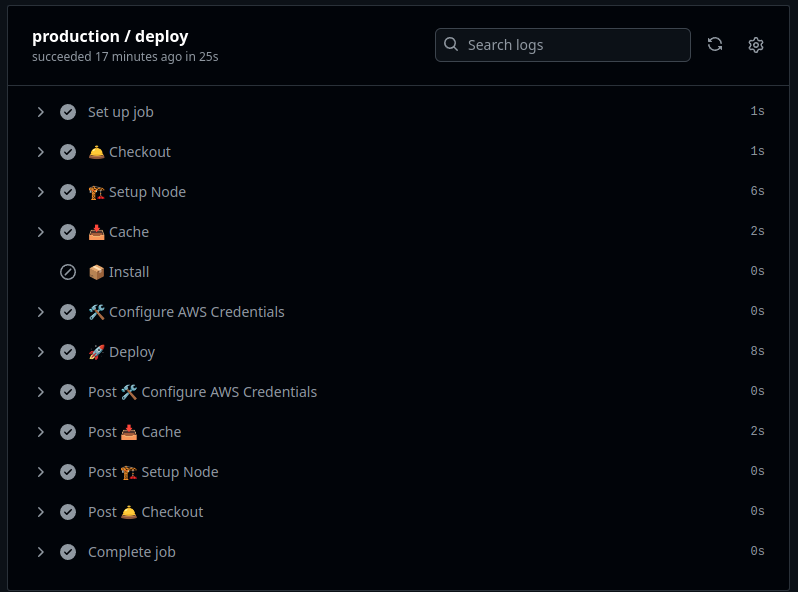 production / deploy
succeeded 17 minutes ago in 25s
Search logs
Set up job 1s
🛎️ Checkout 1s
🏗️ Setup Node 6s
📥 Cache 2s
📦 Install 0s
🛠️ Configure AWS Credentials 0s
🚀 Deploy 8s
Post 🛠️ Configure AWS Credentials 0s
Post 📥 Cache 2s
Post 🏗️ Setup Node 0s
Post 🛎️ Checkout 0s
Complete job 0s